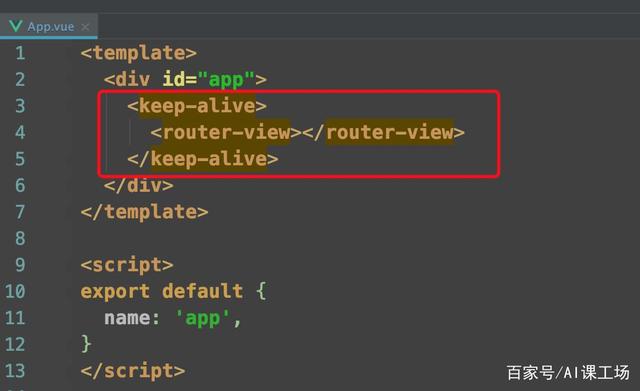 App.vue
1 <template>
2 <div id="app">
3 <keep-alive>
4 <router-view></router-view>
5 </keep-alive>
6 </div>
7 </template>
8
9 <script>
10 export default {
11 name: 'app',
12 }
13 </script>
百家号/AI课工场